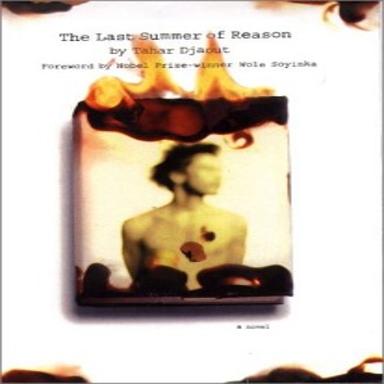 The Last Summer of Reason
by Tahar Djaout
Foreword by Nobel Prize-winner Wole Soyinka
a novel